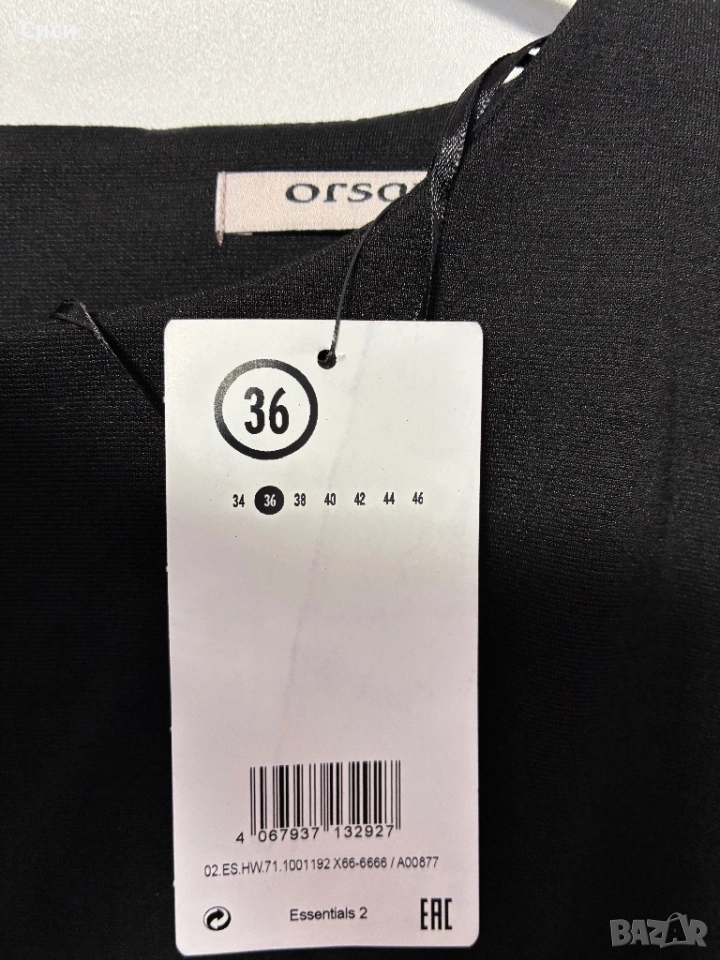 Сиси
orsa
36
34 36 38 40 42 44 46
4 067937 132927
02.ES.HW.71.1001192 X66-6666 / A00877
Essentials 2 EAC
BAZAR